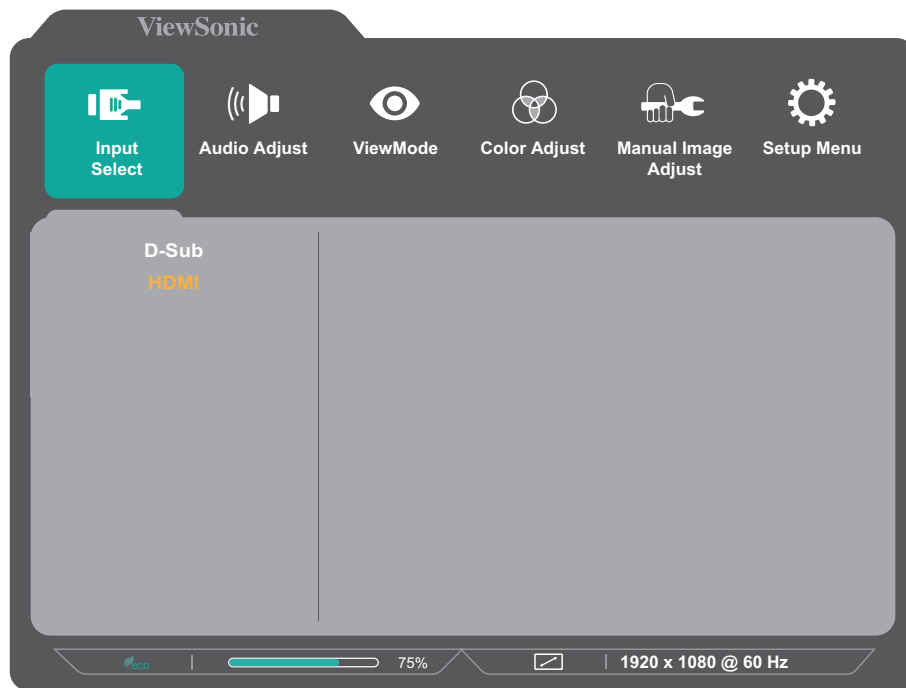 ViewSonic
Input
Select
Audio Adjust
ViewMode
Color Adjust
Manual Image
Adjust
Setup Menu
D-Sub
HDMI
ECO
75%
1920 x 1080 @ 60 Hz